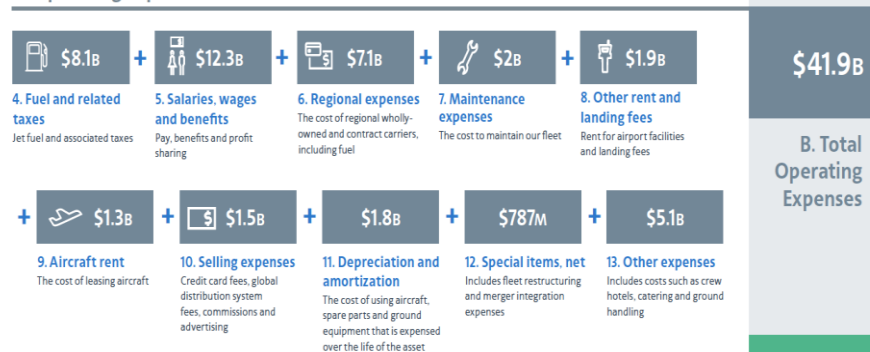 $8.1B + $12.3B + $7.1B + $2B + $1.9B
$41.9B
B. Total
Operating
Expenses
4. Fuel and related
taxes
Jet fuel and associated taxes
5. Salaries, wages
and benefits
Pay, benefits and profit
sharing
6. Regional expenses
The cost of regional wholly-
owned and contract carriers,
including fuel
7. Maintenance
expenses
The cost to maintain our fleet
8. Other rent and
landing fees
Rent for airport facilities
and landing fees
+ $1.3B + $1.5B + $1.8B + $787M + $5.1B
9. Aircraft rent
The cost of leasing aircraft
10. Selling expenses
Credit card fees, global
distribution system
fees, commissions and
advertising
11. Depreciation and
amortization
The cost of using aircraft,
spare parts and ground
equipment that is expensed
over the life of the asset
12. Special items, net
Includes fleet restructuring
and merger integration
expenses
13. Other expenses
Includes costs such as crew
hotels, catering and ground
handling